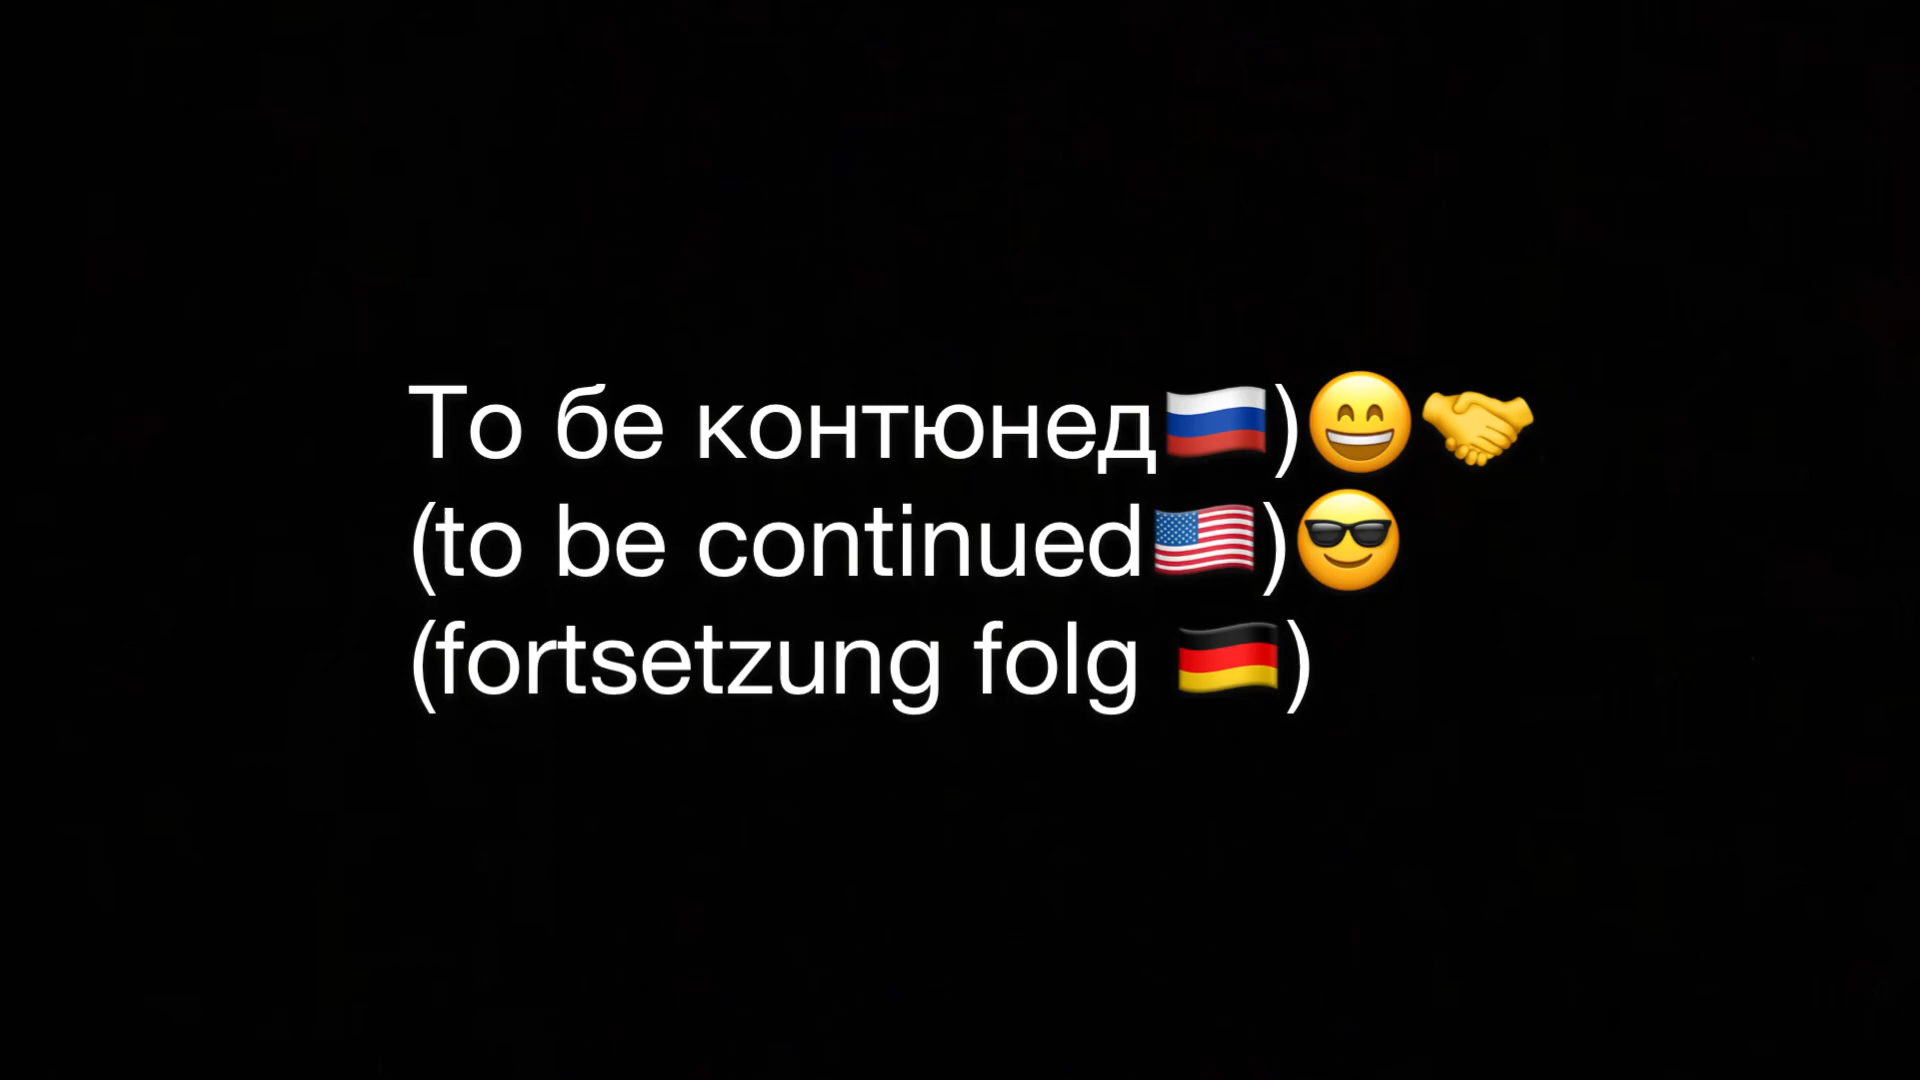 То бе контюнед🇷🇺)😄🤝
(to be continued🇺🇸)😎
(fortsetzung folg 🇩🇪)